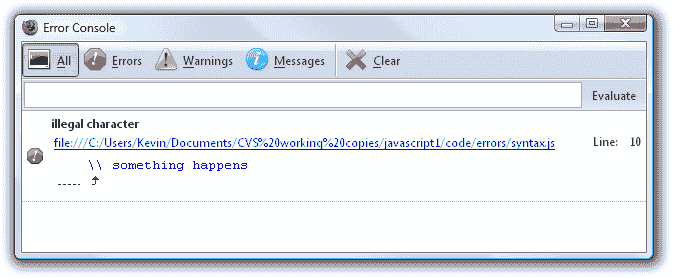 Error Console
All Errors Warnings Messages Clear
Evaluate
illegal character
file:///C:/Users/Kevin/Documents/CVS%20working%20copies/javascript1/code/errors/syntax.js Line: 10
\\ something happens